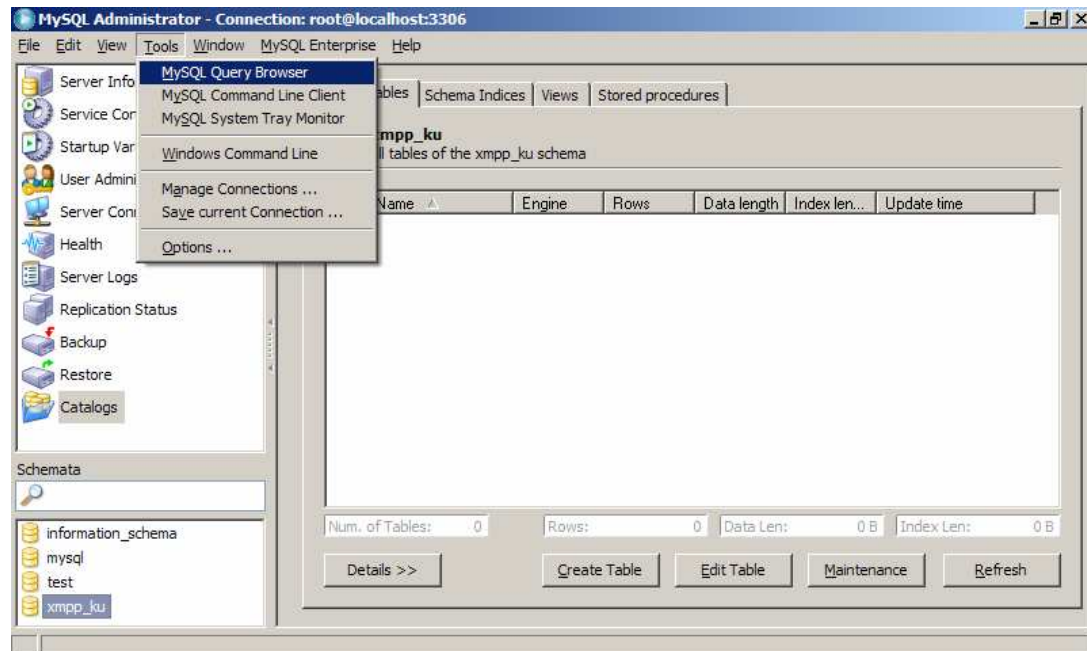 MySQL Administrator - Connection: root@localhost:3306
File Edit View Tools Window MySQL Enterprise Help
MySQL Query Browser
MySQL Command Line Client
MySQL System Tray Monitor
Windows Command Line
Manage Connections ...
Save current Connection ...
Options ...
Server Info
Service Con
Startup Var
User Admini
Server Con
Health
Server Logs
Replication Status
Backup
Restore
Catalogs
Schemata
information_schema
mysql
test
xmpp_ku
ables Schema Indices Views Stored procedures
xmpp_ku
ll tables of the xmpp_ku schema
Name Engine Rows Data length Index len... Update time
Num. of Tables: 0 Rows: 0 Data Len: 0 B Index Len: 0 B
Details >> Create Table Edit Table Maintenance Refresh